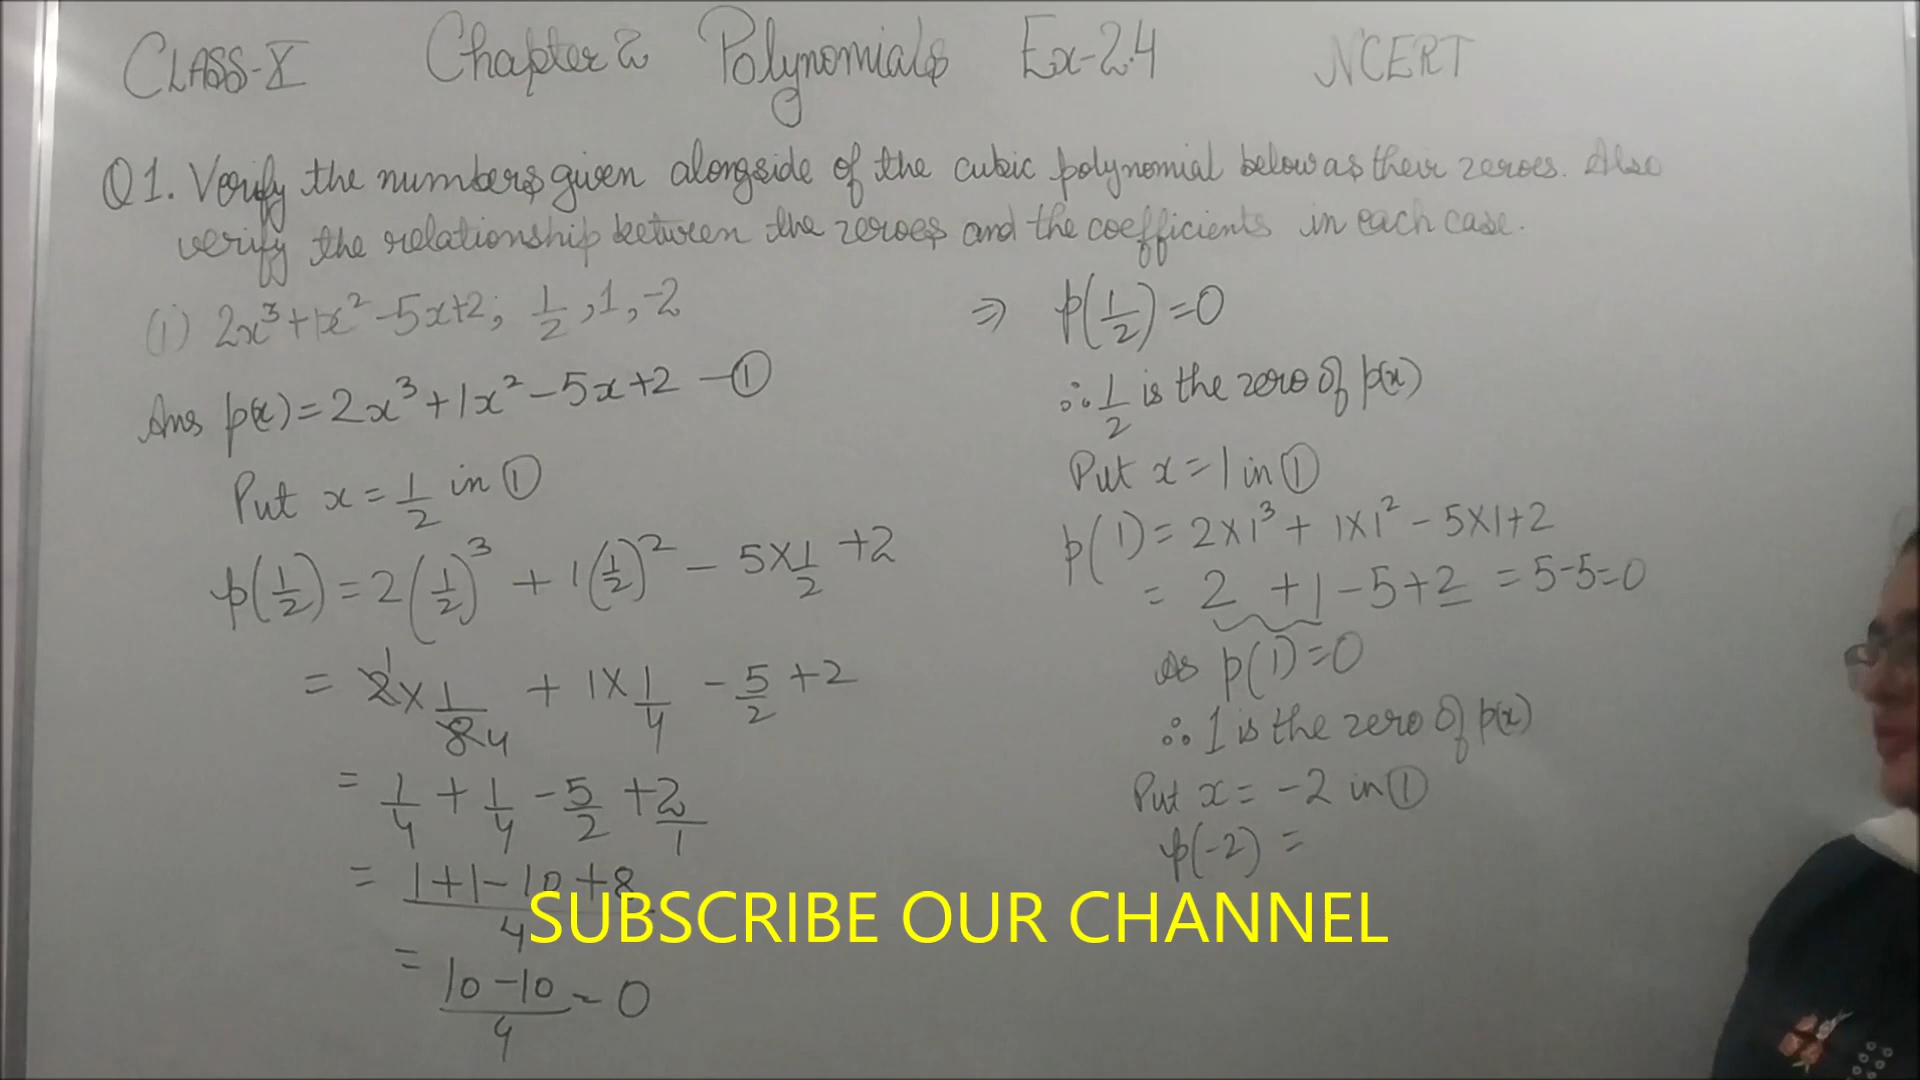 CLASS-X Chapter 2 Polynomials Ex-2.4 NCERT
Q1. Verify the numbers given alongside of the cubic polynomial below as their zeroes. Also
verify the relationship between the zeroes and the coefficients in each case.
(i) 2x³+1x²-5x+2; 1/2, 1, -2
Ans p(x)=2x³+1x²-5x+2 —①
Put x=1/2 in ①
p(1/2)=2(1/2)³+1(1/2)²-5×1/2+2
= 2×1/8 4 1 + 1×1/4 - 5/2 +2
= 1/4 + 1/4 - 5/2 + 2/1
= 1+1-10+8/4
= 10-10/4 = 0
⇒ p(1/2)=0
∴ 1/2 is the zero of p(x)
Put x=1 in ①
p(1)= 2×1³ + 1×1² - 5×1+2
= 2 +1-5+2 = 5-5=0
As p(1)=0
∴ 1 is the zero of p(x)
Put x= -2 in ①
p(-2) =
SUBSCRIBE OUR CHANNEL